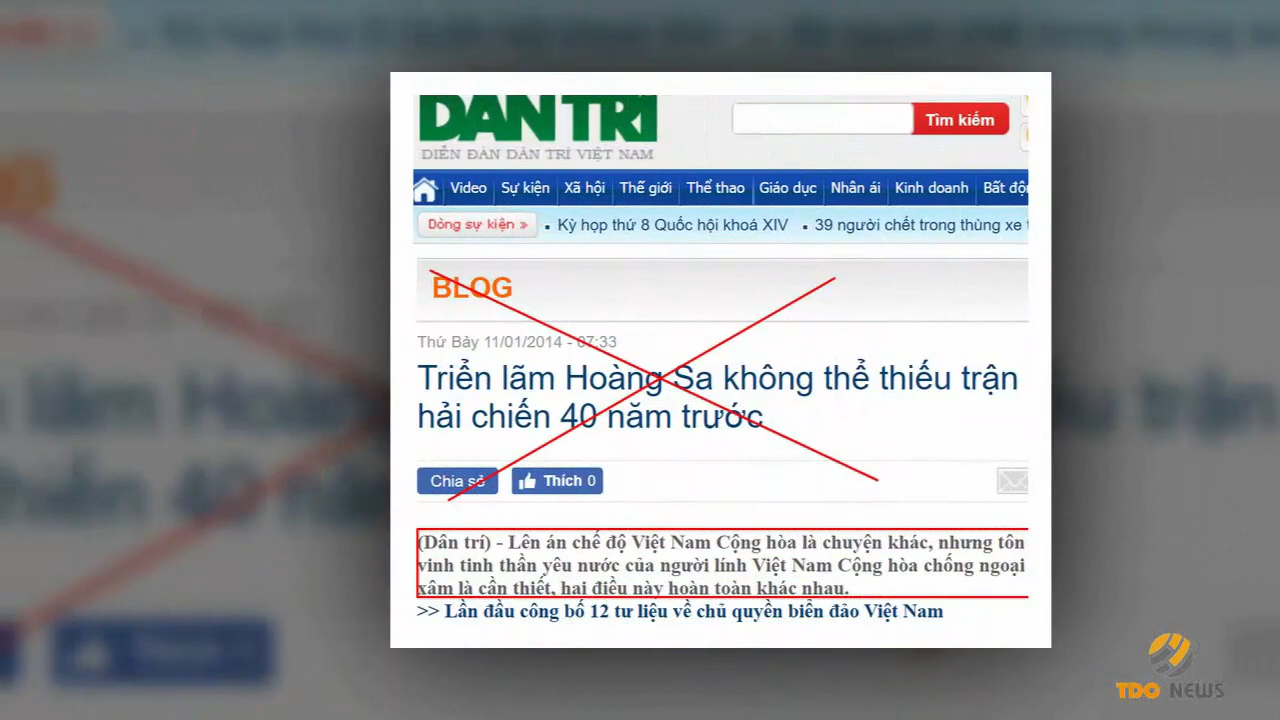 DÂN TRÍ
DIỄN ĐÀN DÂN TRÍ VIỆT NAM
Tìm kiếm
Video Sự kiện Xã hội Thế giới Thể thao Giáo dục Nhân ái Kinh doanh Bất độ
Dòng sự kiện » ▪ Kỳ họp thứ 8 Quốc hội khoá XIV ▪ 39 người chết trong thùng xe t
BLOG
Thứ Bảy 11/01/2014 - 07:33
Triển lãm Hoàng Sa không thể thiếu trận
hải chiến 40 năm trước
Chia sẻ Thích 0
(Dân trí) - Lên án chế độ Việt Nam Cộng hòa là chuyện khác, nhưng tôn
vinh tinh thần yêu nước của người lính Việt Nam Cộng hòa chống ngoại
xâm là cần thiết, hai điều này hoàn toàn khác nhau.
>> Lần đầu công bố 12 tư liệu về chủ quyền biển đảo Việt Nam
TDO NEWS